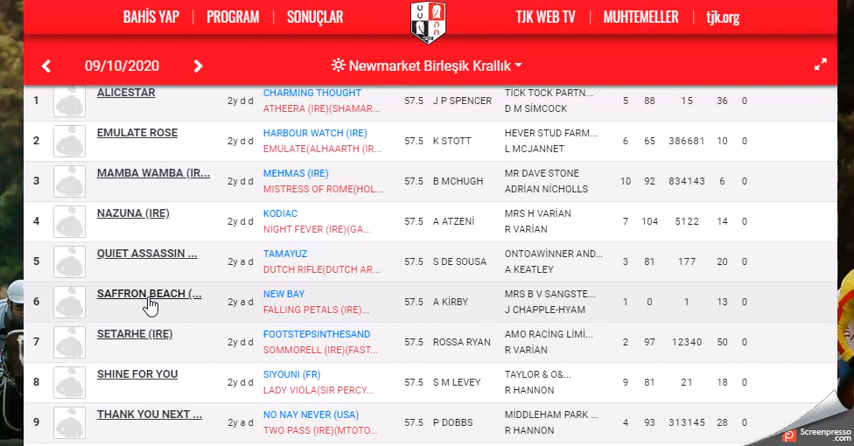 BAHİS YAP | PROGRAM | SONUÇLAR TJK WEB TV | MUHTEMELLER | tjk.org
09/10/2020 Newmarket Birleşik Krallık
1 ALICESTAR 2y d d CHARMING THOUGHT 57.5 J P SPENCER TİCK TOCK PARTN... 5 88 15 36 0
ATHEERA (IRE)(SHAMAR... D M SİMCOCK
2 EMULATE ROSE 2y d d HARBOUR WATCH (IRE) 57.5 K STOTT HEVER STUD FARM... 6 65 386681 10 0
EMULATE(ALHAARTH (IR... L MCJANNET
3 MAMBA WAMBA (IR... 2y d d MEHMAS (IRE) 57.5 B MCHUGH MR DAVE STONE 10 92 834143 6 0
MISTRESS OF ROME(HOL... ADRİAN NİCHOLLS
4 NAZUNA (IRE) 2y d d KODIAC 57.5 A ATZENİ MRS H VARİAN 7 104 5122 14 0
NIGHT FEVER (IRE)(GA... R VARİAN
5 QUIET ASSASSIN ... 2y a d TAMAYUZ 57.5 S DE SOUSA ONTOAWİNNER AND... 3 81 177 20 0
DUTCH RIFLE(DUTCH AR... A KEATLEY
6 SAFFRON BEACH (... 2y a d NEW BAY 57.5 A KİRBY MRS B V SANGSTE... 1 0 1 13 0
FALLING PETALS (IRE)... J CHAPPLE-HYAM
7 SETARHE (IRE) 2y d d FOOTSTEPSINTHESAND 57.5 ROSSA RYAN AMO RACİNG LİMİ... 2 97 12340 50 0
SOMMORELL (IRE)(FAST... R VARİAN
8 SHINE FOR YOU 2y d d SIYOUNI (FR) 57.5 S M LEVEY TAYLOR & O&... 9 81 21 18 0
LADY VIOLA(SIR PERCY... R HANNON
9 THANK YOU NEXT ... 2y a d NO NAY NEVER (USA) 57.5 P DOBBS MİDDLEHAM PARK ... 4 93 313145 28 0
TWO PASS (IRE)(MTOTO... R HANNON
Screenpresso
.com